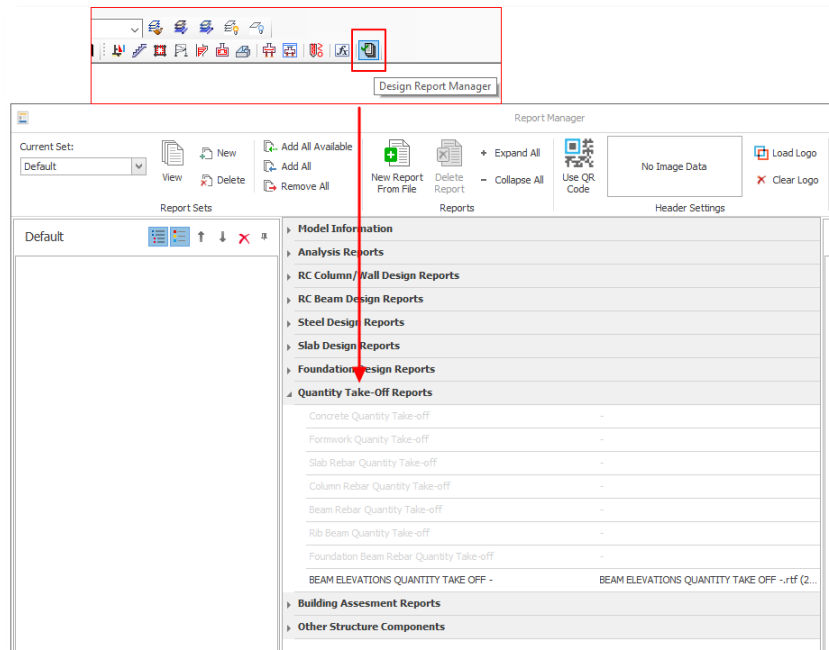 fx
Design Report Manager
Report Manager
Current Set:
Default
View
New
Delete
Report Sets
Add All Available
Add All
Remove All
New Report
From File
Delete
Report
+ Expand All
− Collapse All
Reports
Use QR
Code
No Image Data
Load Logo
Clear Logo
Header Settings
Default
Model Information
Analysis Reports
RC Column/Wall Design Reports
RC Beam Design Reports
Steel Design Reports
Slab Design Reports
Foundation Design Reports
Quantity Take-Off Reports
Concrete Quantity Take-off -
Formwork Quanity Take-off -
Slab Rebar Quantity Take-off -
Column Rebar Quantity Take-off -
Beam Rebar Quantity Take-off -
Rib Beam Quantity Take-off -
Foundation Beam Rebar Quantity Take-off -
BEAM ELEVATIONS QUANTITY TAKE OFF - BEAM ELEVATIONS QUANTITY TAKE OFF -.rtf (2...
Building Assesment Reports
Other Structure Components